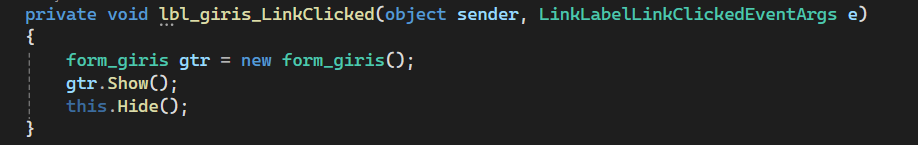 private void lbl_giris_LinkClicked(object sender, LinkLabelLinkClickedEventArgs e)
{
form_giris gtr = new form_giris();
gtr.Show();
this.Hide();
}